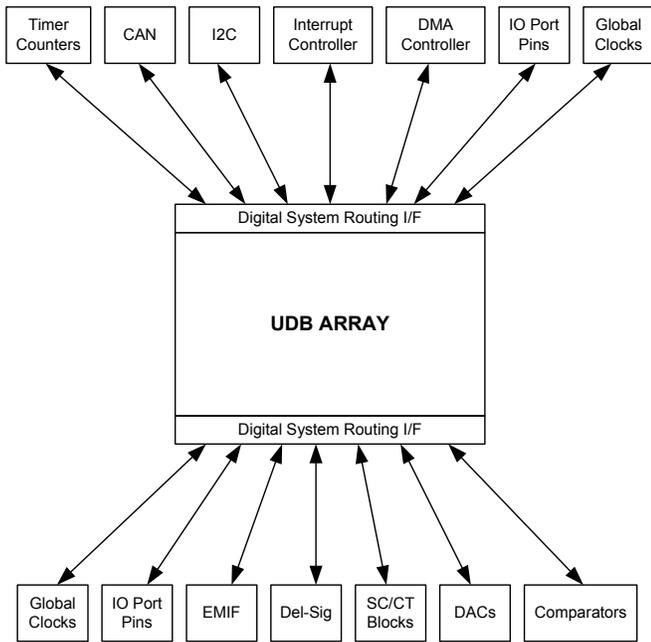 Timer
Counters
CAN
I2C
Interrupt
Controller
DMA
Controller
IO Port
Pins
Global
Clocks
Digital System Routing I/F
UDB ARRAY
Digital System Routing I/F
Global
Clocks
IO Port
Pins
EMIF
Del-Sig
SC/CT
Blocks
DACs
Comparators